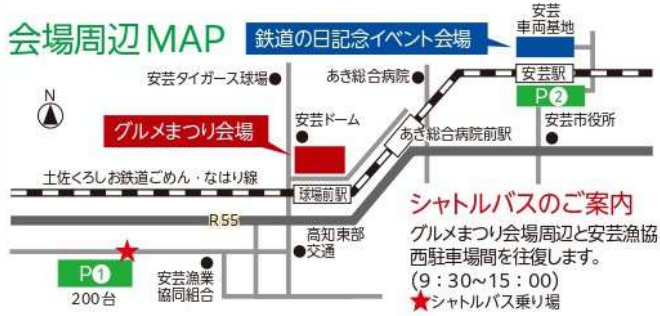 会場周辺MAP
鉄道の日記念イベント会場
安芸
車両基地
安芸タイガース球場
あき総合病院
安芸駅
P②
N
グルメまつり会場
安芸ドーム
あき総合病院前駅
安芸市役所
土佐くろしお鉄道ごめん・なはり線
球場前駅
R55
シャトルバスのご案内
グルメまつり会場周辺と安芸漁協
西駐車場間を往復します。
(9:30~15:00)
★シャトルバス乗り場
高知東部
交通
P①
200台
安芸漁業
協同組合